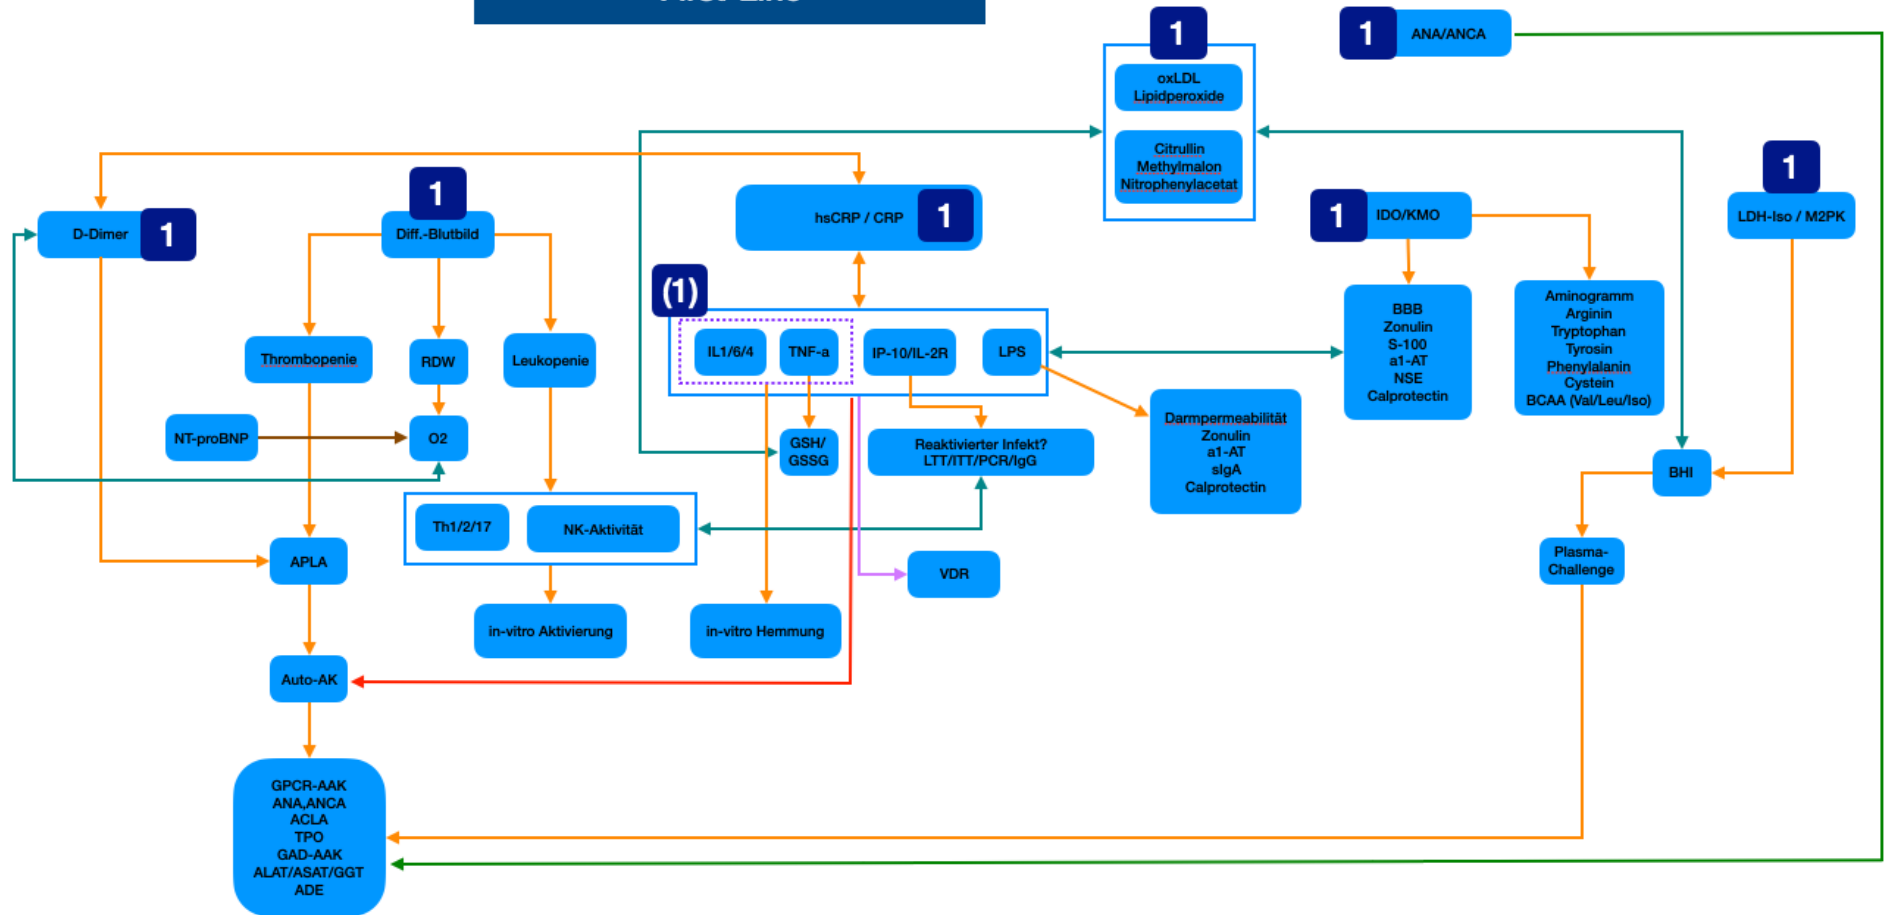 First Line
1
1
ANA/ANCA
oxLDL
Lipidperoxide
Citrullin
Methylmalon
Nitrophenylacetat
1
LDH-Iso / M2PK
1
Diff.-Blutbild
D-Dimer
1
hsCRP / CRP
1
1
IDO/KMO
(1)
IL1/6/4
TNF-a
IP-10/IL-2R
LPS
Thrombopenie
RDW
Leukopenie
BBB
Zonulin
S-100
a1-AT
NSE
Calprotectin
Aminogramm
Arginin
Tryptophan
Tyrosin
Phenylalanin
Cystein
BCAA (Val/Leu/Iso)
NT-proBNP
O2
GSH/
GSSG
Reaktivierter Infekt?
LTT/ITT/PCR/IgG
Darmpermeabilität
Zonulin
a1-AT
sIgA
Calprotectin
BHI
Th1/2/17
NK-Aktivität
APLA
VDR
Plasma-
Challenge
in-vitro Aktivierung
in-vitro Hemmung
Auto-AK
GPCR-AAK
ANA,ANCA
ACLA
TPO
GAD-AAK
ALAT/ASAT/GGT
ADE